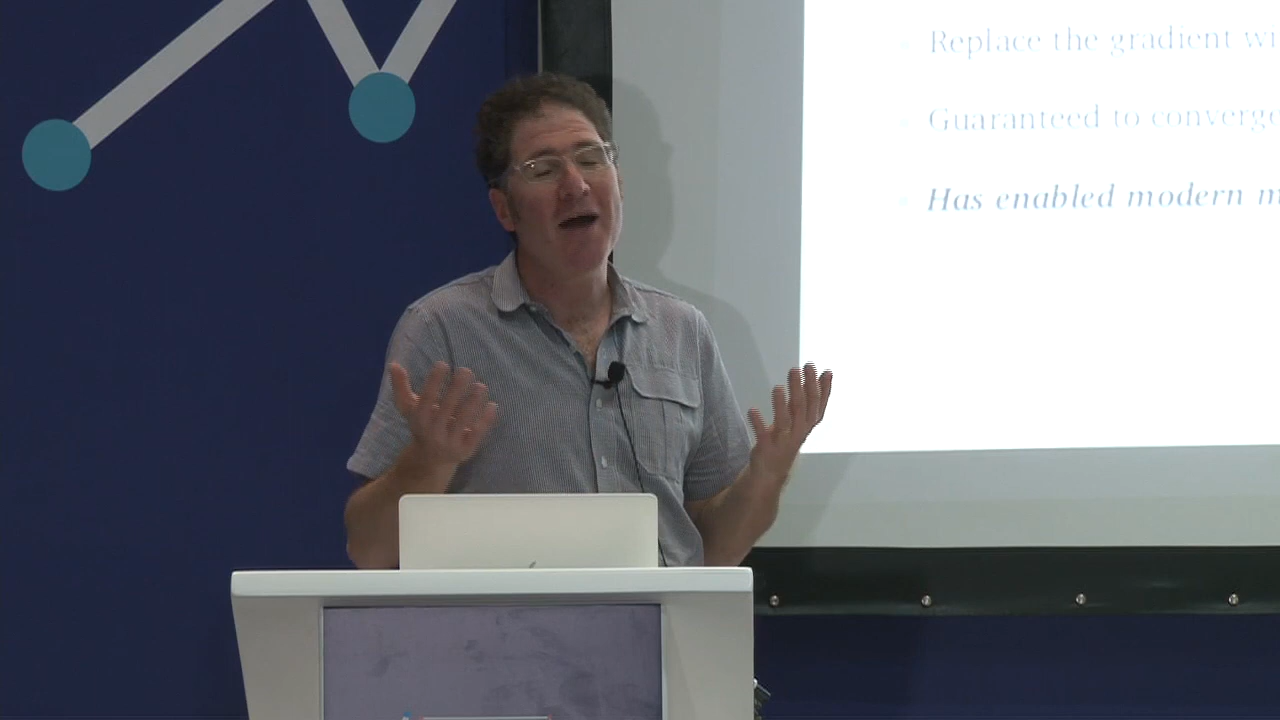 Replace the gradient wi
Guaranteed to converge
Has enabled modern m